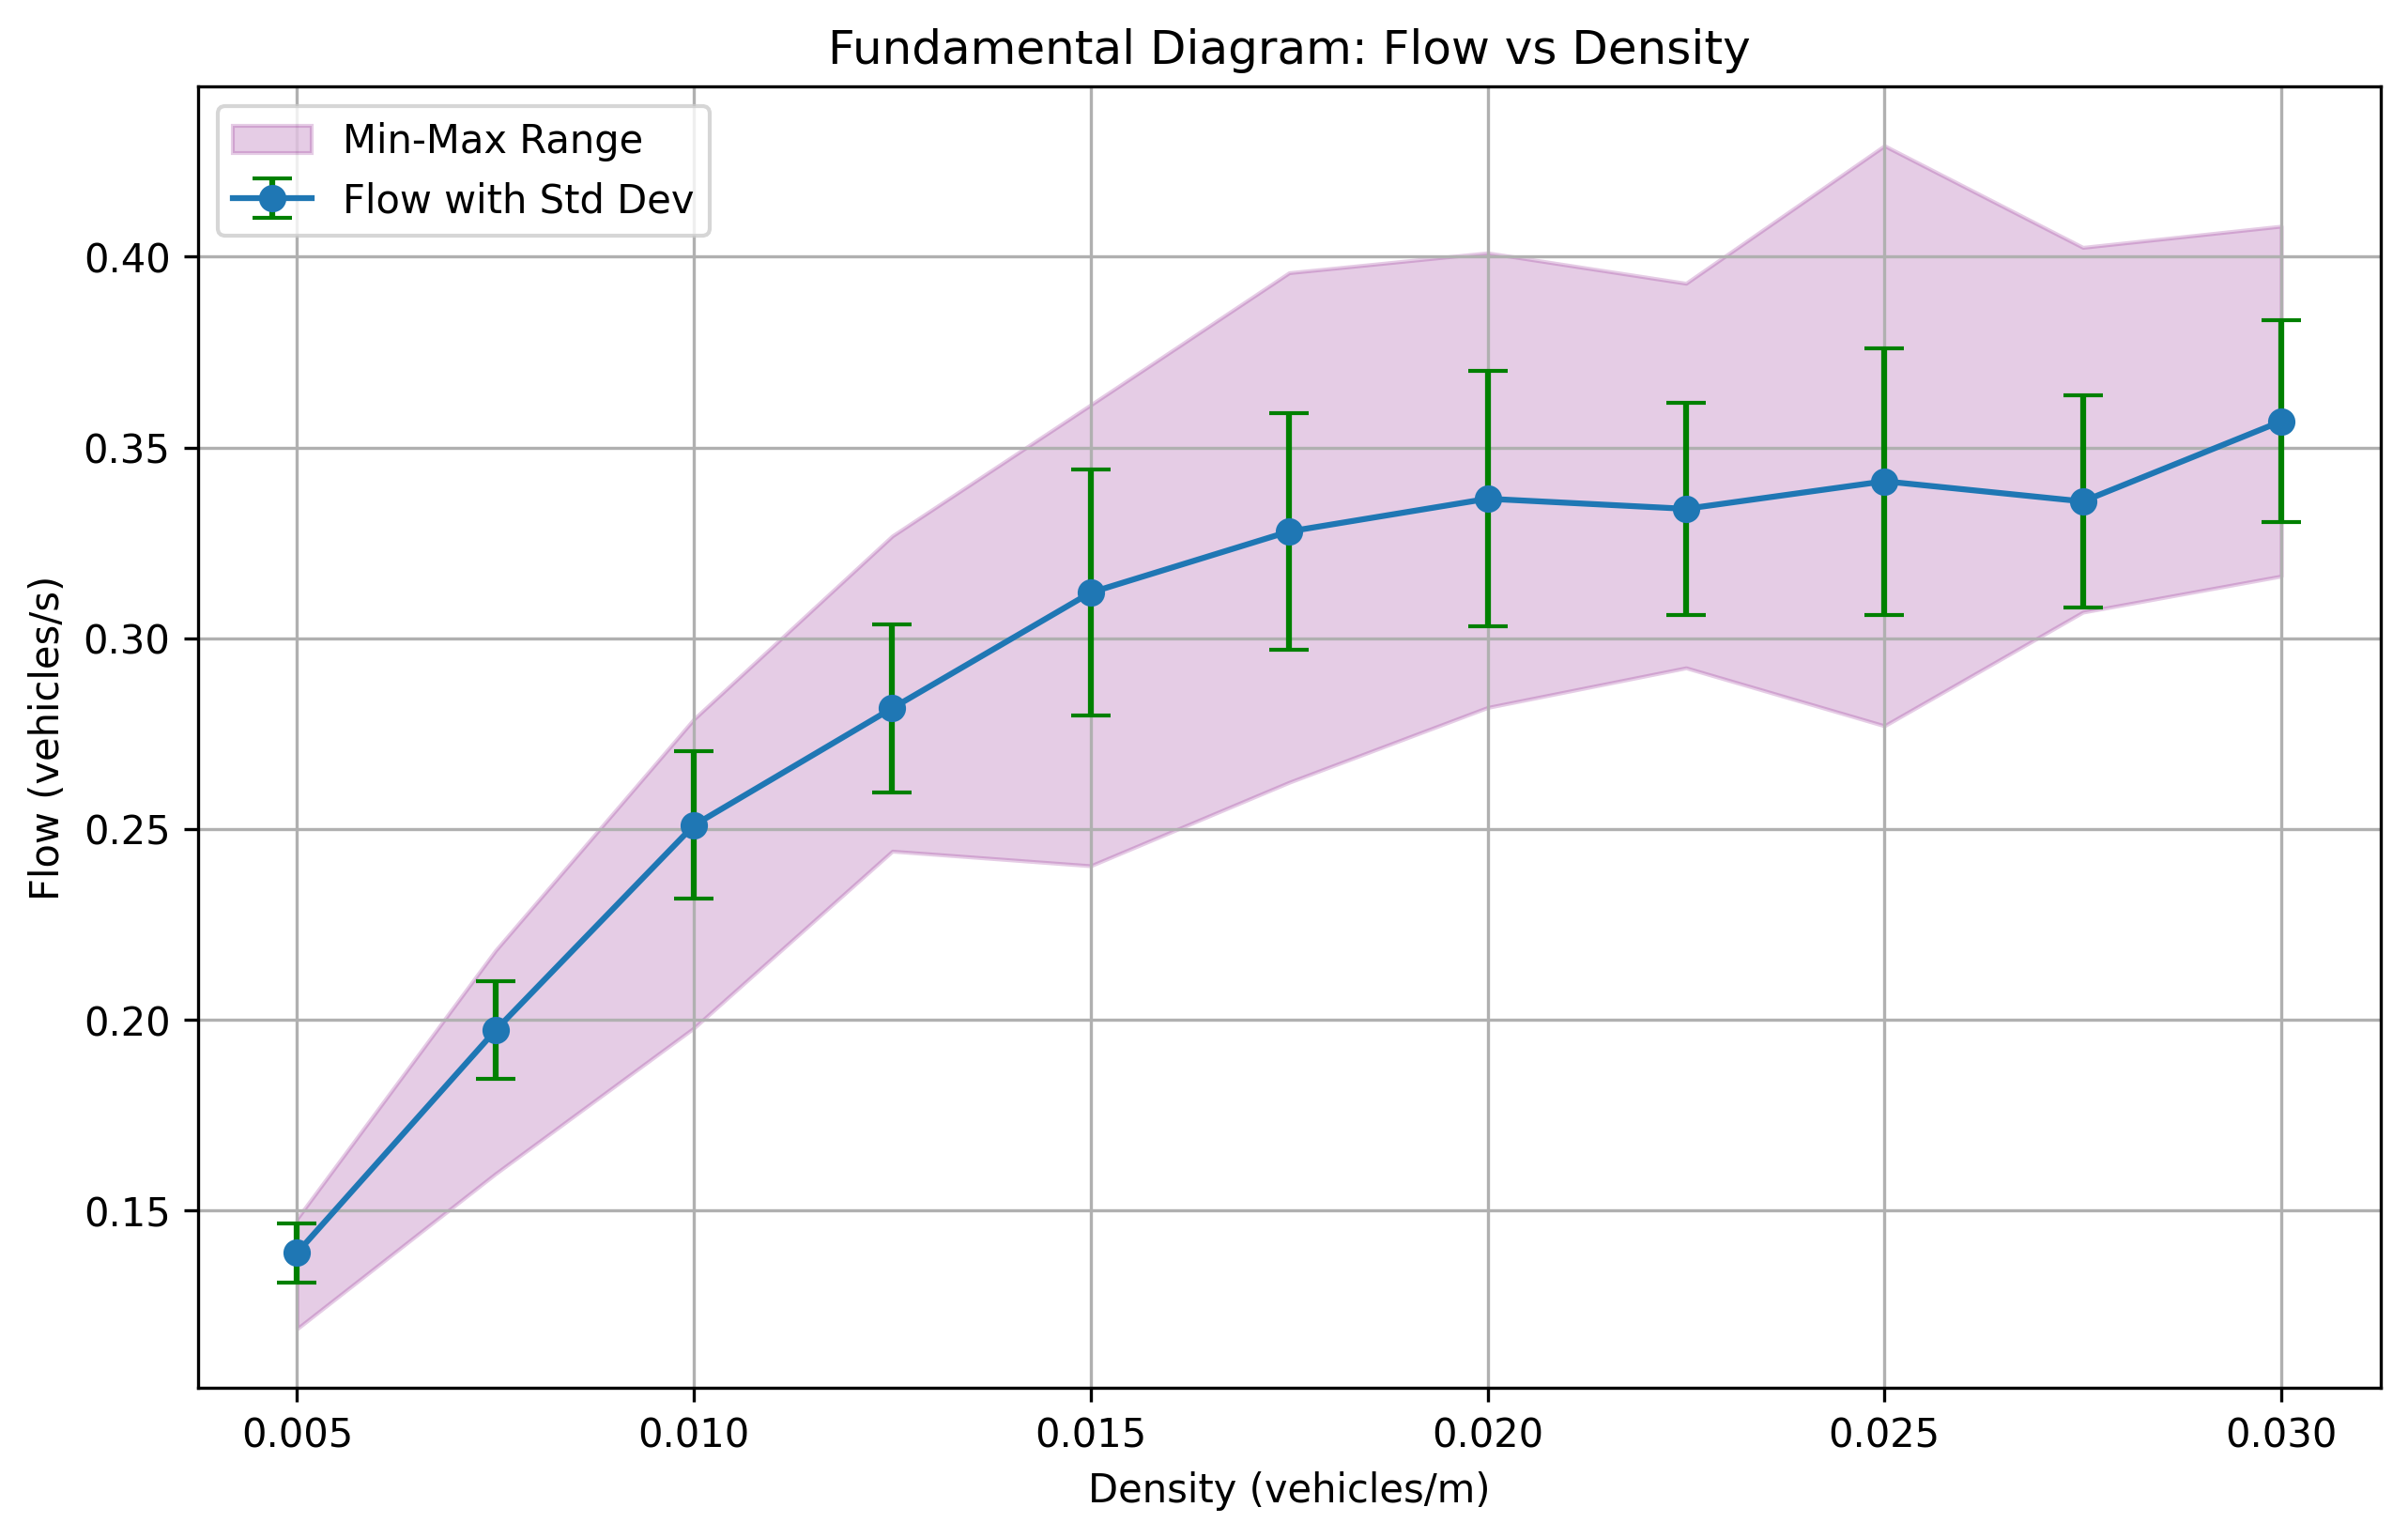 Fundamental Diagram: Flow vs Density
Min-Max Range
Flow with Std Dev
0.40
0.35
0.30
0.25
0.20
0.15
Flow (vehicles/s)
0.005 0.010 0.015 0.020 0.025 0.030
Density (vehicles/m)